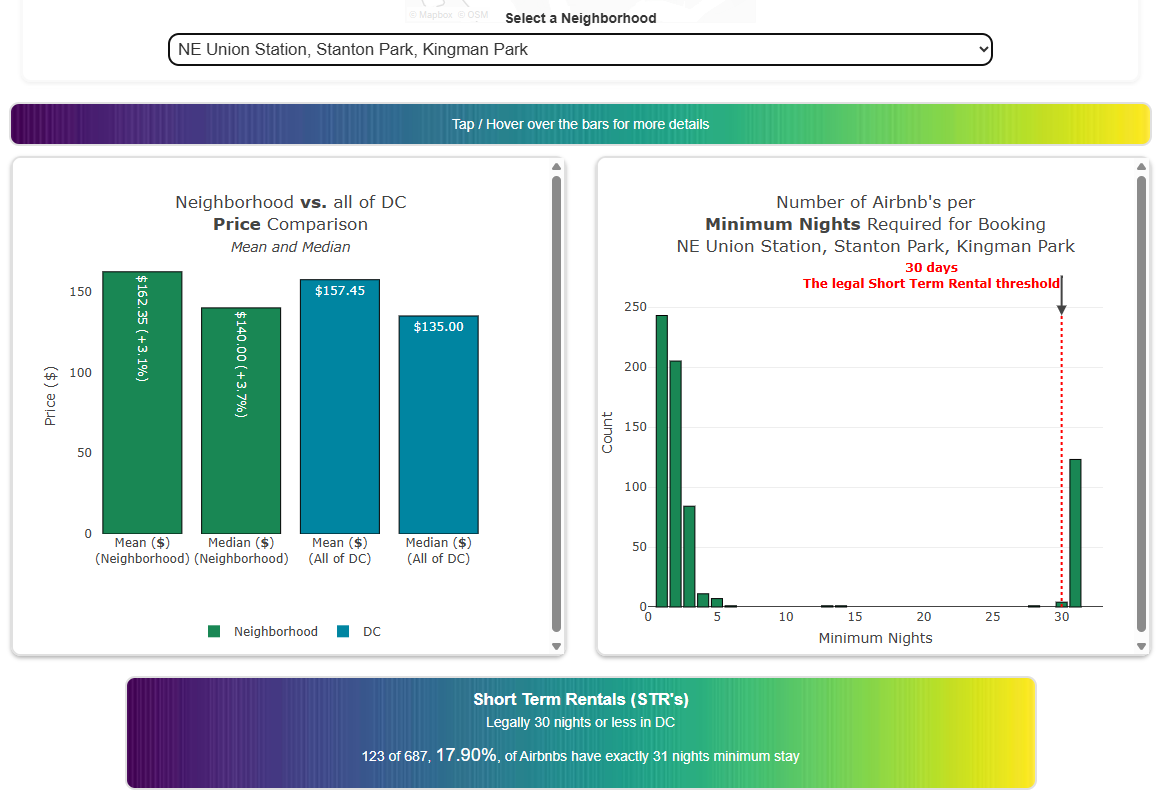 © Mapbox © OSM
Select a Neighborhood
NE Union Station, Stanton Park, Kingman Park
Tap / Hover over the bars for more details
Neighborhood vs. all of DC
Price Comparison
Mean and Median
Price ($)
150
100
50
0
$162.35 (+3.1%)
$140.00 (+3.7%)
$157.45
$135.00
Mean ($)
(Neighborhood)
Median ($)
(Neighborhood)
Mean ($)
(All of DC)
Median ($)
(All of DC)
Neighborhood
DC
Number of Airbnb's per
Minimum Nights Required for Booking
NE Union Station, Stanton Park, Kingman Park
30 days
The legal Short Term Rental threshold
Count
250
200
150
100
50
0
0 5 10 15 20 25 30
Minimum Nights
Short Term Rentals (STR's)
Legally 30 nights or less in DC
123 of 687, 17.90%, of Airbnbs have exactly 31 nights minimum stay